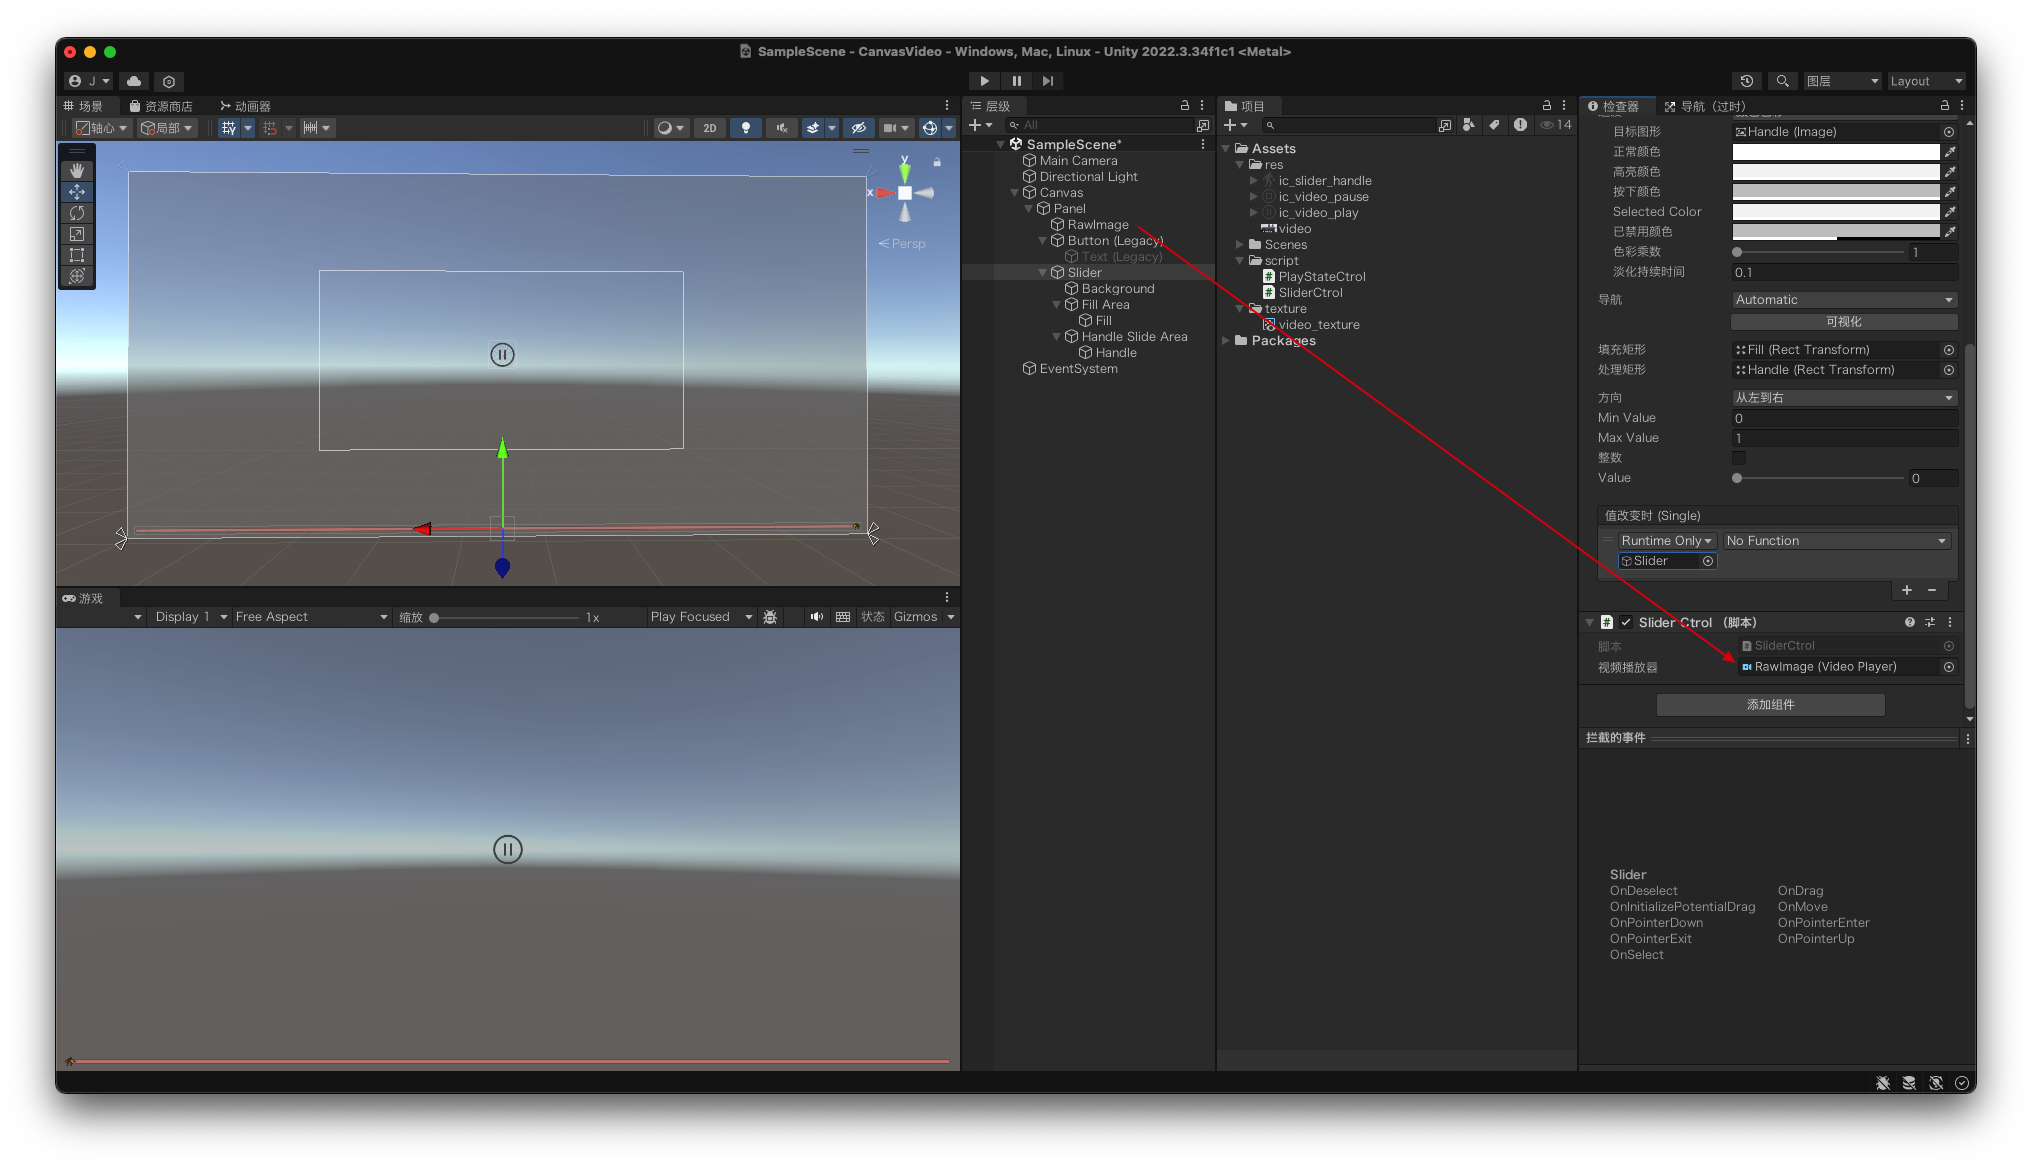 SampleScene - CanvasVideo - Windows, Mac, Linux - Unity 2022.3.34f1c1 <Metal>
J
图层
Layout
场景
资源商店
动画器
轴心
局部
2D
y
x
Persp
游戏
Display 1
Free Aspect
缩放
1x
Play Focused
状态
Gizmos
层级
All
SampleScene*
Main Camera
Directional Light
Canvas
Panel
RawImage
Button (Legacy)
Text (Legacy)
Slider
Background
Fill Area
Fill
Handle Slide Area
Handle
EventSystem
项目
14
Assets
res
ic_slider_handle
ic_video_pause
ic_video_play
video
Scenes
script
PlayStateCtrol
SliderCtrol
texture
video_texture
Packages
检查器
导航（过时）
目标图形
Handle (Image)
正常颜色
高亮颜色
按下颜色
Selected Color
已禁用颜色
色彩乘数
1
淡化持续时间
0.1
导航
Automatic
可视化
填充矩形
Fill (Rect Transform)
处理矩形
Handle (Rect Transform)
方向
从左到右
Min Value
0
Max Value
1
整数
Value
0
值改变时 (Single)
Runtime Only
No Function
Slider
Slider Ctrol （脚本）
脚本
SliderCtrol
视频播放器
RawImage (Video Player)
添加组件
拦截的事件
Slider
OnDeselect
OnDrag
OnInitializePotentialDrag
OnMove
OnPointerDown
OnPointerEnter
OnPointerExit
OnPointerUp
OnSelect